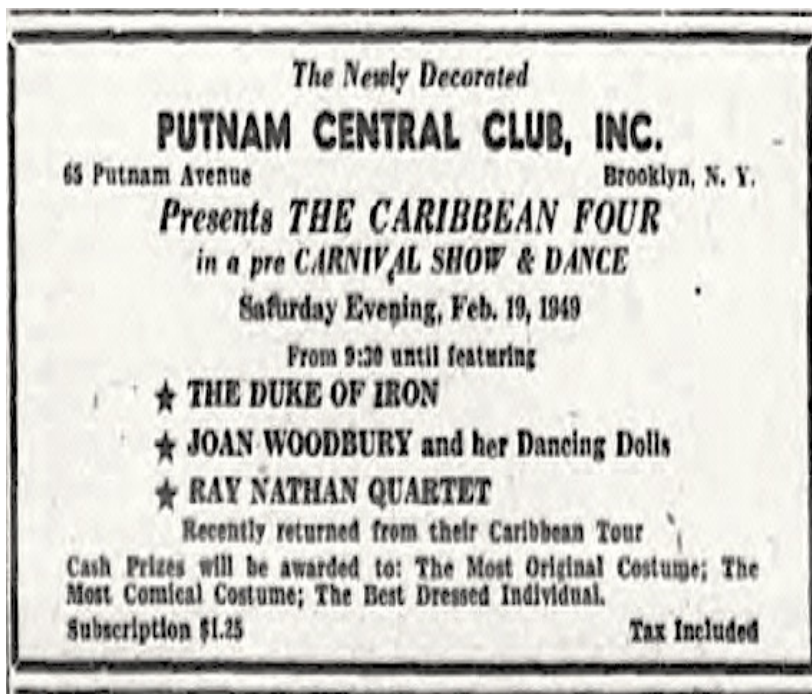 The Newly Decorated
PUTNAM CENTRAL CLUB, INC.
65 Putnam Avenue Brooklyn, N. Y.
Presents THE CARIBBEAN FOUR
in a pre CARNIVAL SHOW & DANCE
Saturday Evening, Feb. 19, 1949
From 9:30 until featuring
★ THE DUKE OF IRON
★ JOAN WOODBURY and her Dancing Dolls
★ RAY NATHAN QUARTET
Recently returned from their Caribbean Tour
Cash Prizes will be awarded to: The Most Original Costume; The
Most Comical Costume; The Best Dressed Individual.
Subscription $1.25 Tax Included